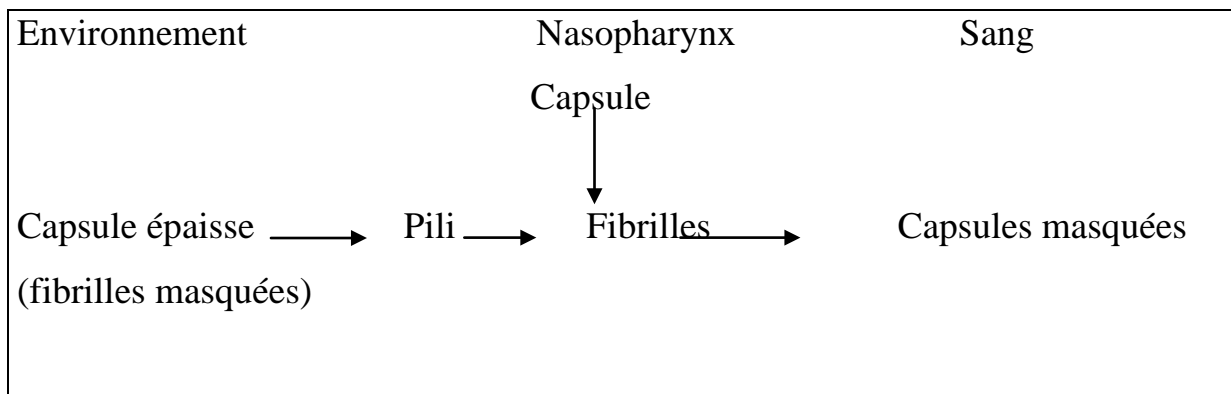 Environnement Nasopharynx Sang
Capsule
Capsule épaisse Pili Fibrilles Capsules masquées
(fibrilles masquées)